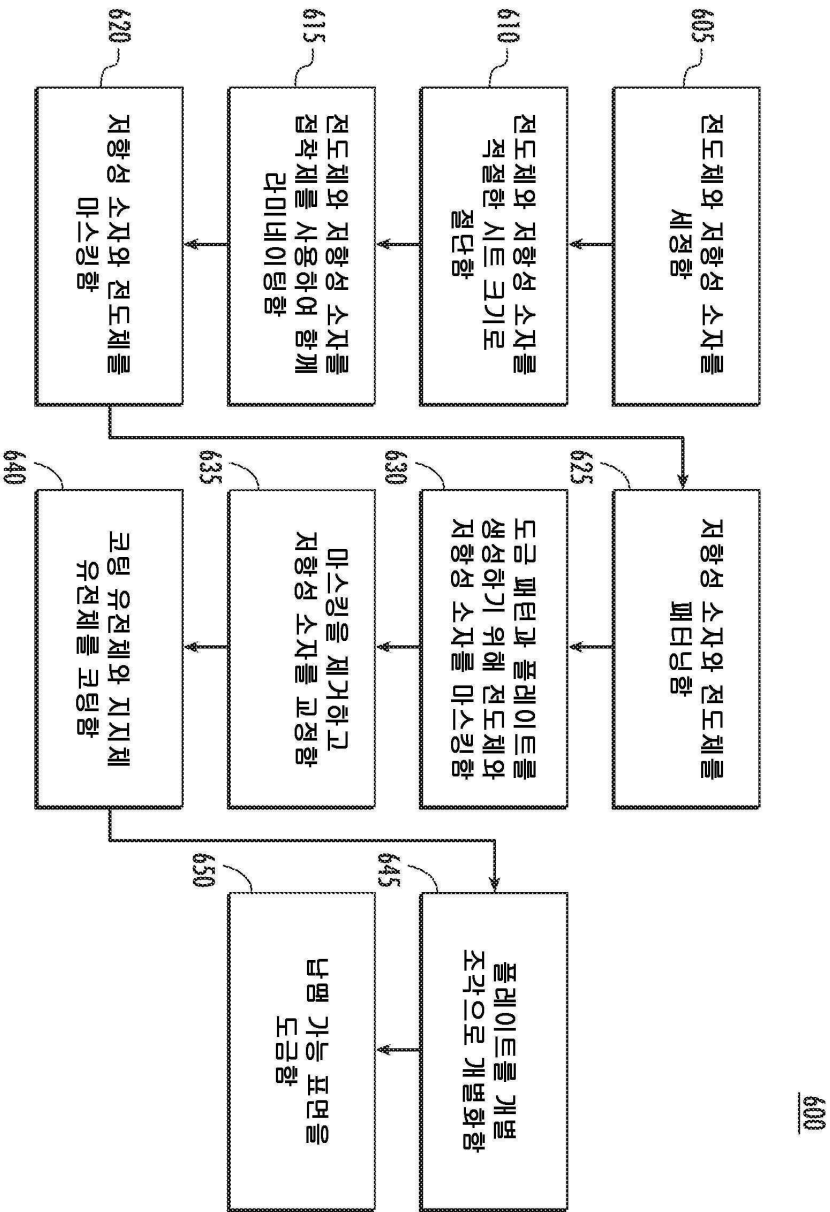 600
605
전도체와 저항성 소자를
세정함
610
전도체와 저항성 소자를
적절한 시트 크기로
절단함
615
전도체와 저항성 소자를
접착제를 사용하여 함께
라미네이팅함
620
저항성 소자와 전도체를
마스킹함
625
저항성 소자와 전도체를
패터닝함
630
도금 패턴과 플레이트를
생성하기 위해 전도체와
저항성 소자를 마스킹함
635
마스킹을 제거하고
저항성 소자를 교정함
640
코팅 유전체와 지지체
유전체를 코팅함
645
플레이트를 개별
조각으로 개별화함
650
납땜 가능 표면을
도금함